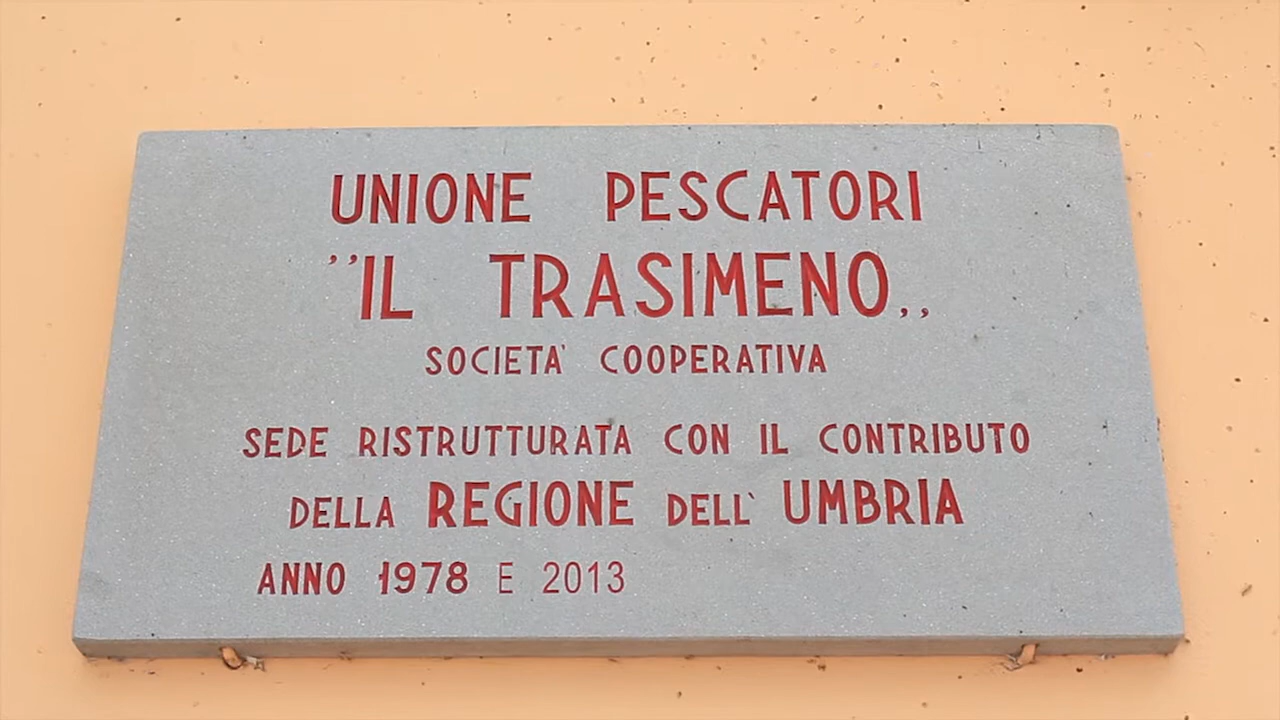 UNIONE PESCATORI
''IL TRASIMENO,,
SOCIETA' COOPERATIVA
SEDE RISTRUTTURATA CON IL CONTRIBUTO
DELLA REGIONE DELL` UMBRIA
ANNO 1978 E 2013